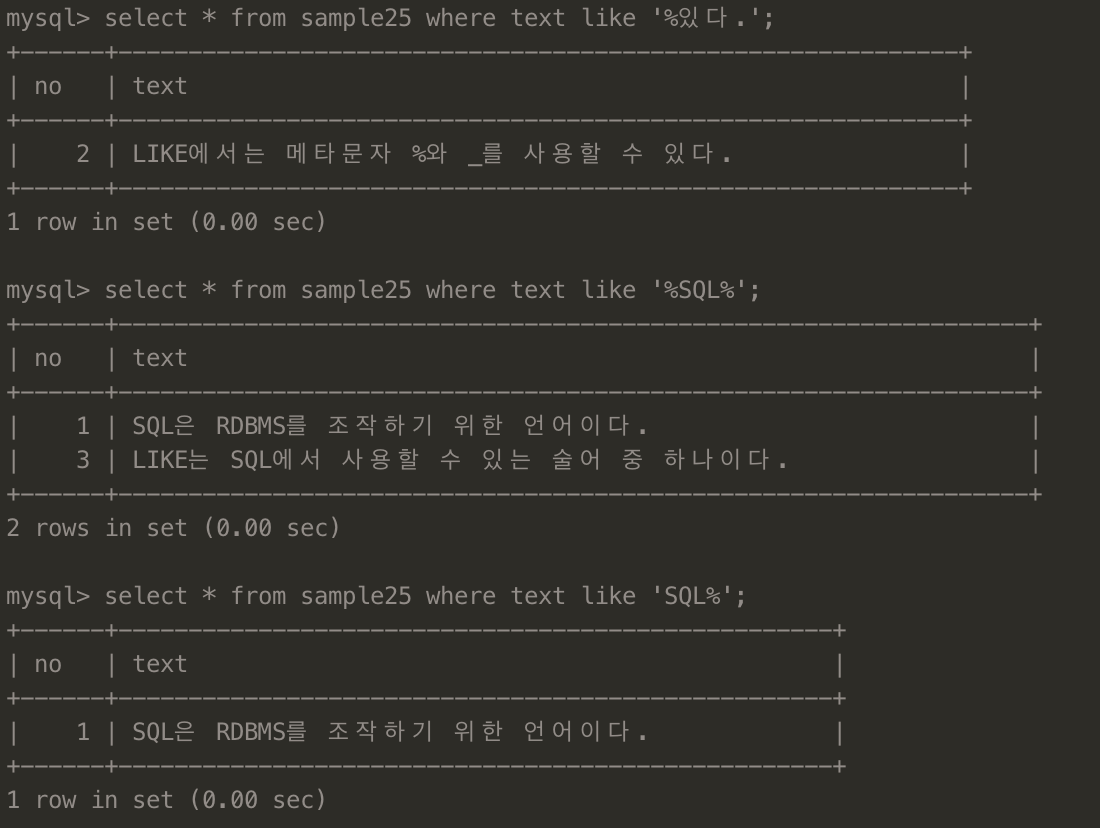 mysql> select * from sample25 where text like '%있다.';
+------+------------------------------------------------------------+
| no   | text                                                       |
+------+------------------------------------------------------------+
|    2 | LIKE에서는 메타문자 %와 _를 사용할 수 있다.                |
+------+------------------------------------------------------------+
1 row in set (0.00 sec)
mysql> select * from sample25 where text like '%SQL%';
+------+-----------------------------------------------------------------+
| no   | text                                                            |
+------+-----------------------------------------------------------------+
|    1 | SQL은 RDBMS를 조작하기 위한 언어이다.                           |
|    3 | LIKE는 SQL에서 사용할 수 있는 술어 중 하나이다.                 |
+------+-----------------------------------------------------------------+
2 rows in set (0.00 sec)
mysql> select * from sample25 where text like 'SQL%';
+------+---------------------------------------------------+
| no   | text                                              |
+------+---------------------------------------------------+
|    1 | SQL은 RDBMS를 조작하기 위한 언어이다.             |
+------+---------------------------------------------------+
1 row in set (0.00 sec)